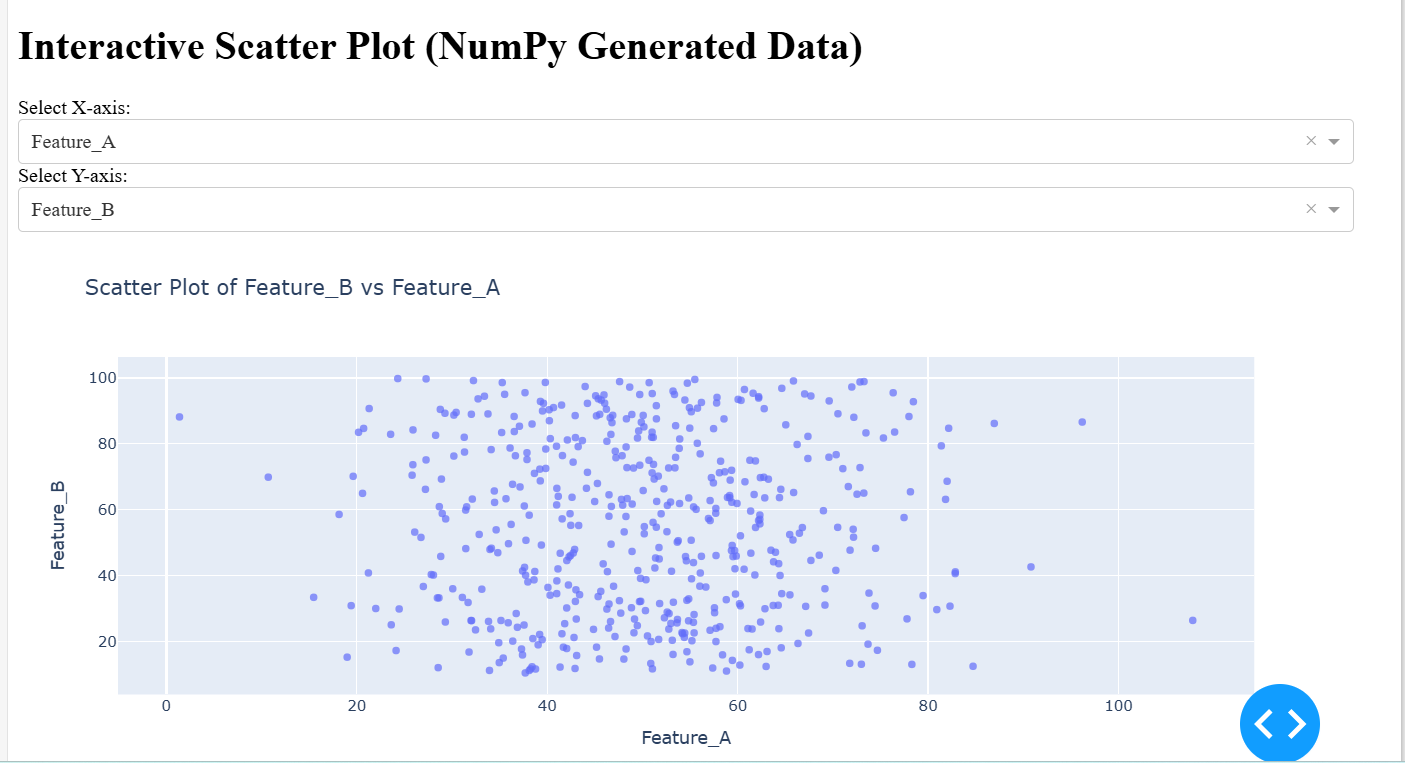 Interactive Scatter Plot (NumPy Generated Data)
Select X-axis:
Feature_A ×
Select Y-axis:
Feature_B ×
Scatter Plot of Feature_B vs Feature_A
100
80
60
40
20
Feature_B
0 20 40 60 80 100
Feature_A